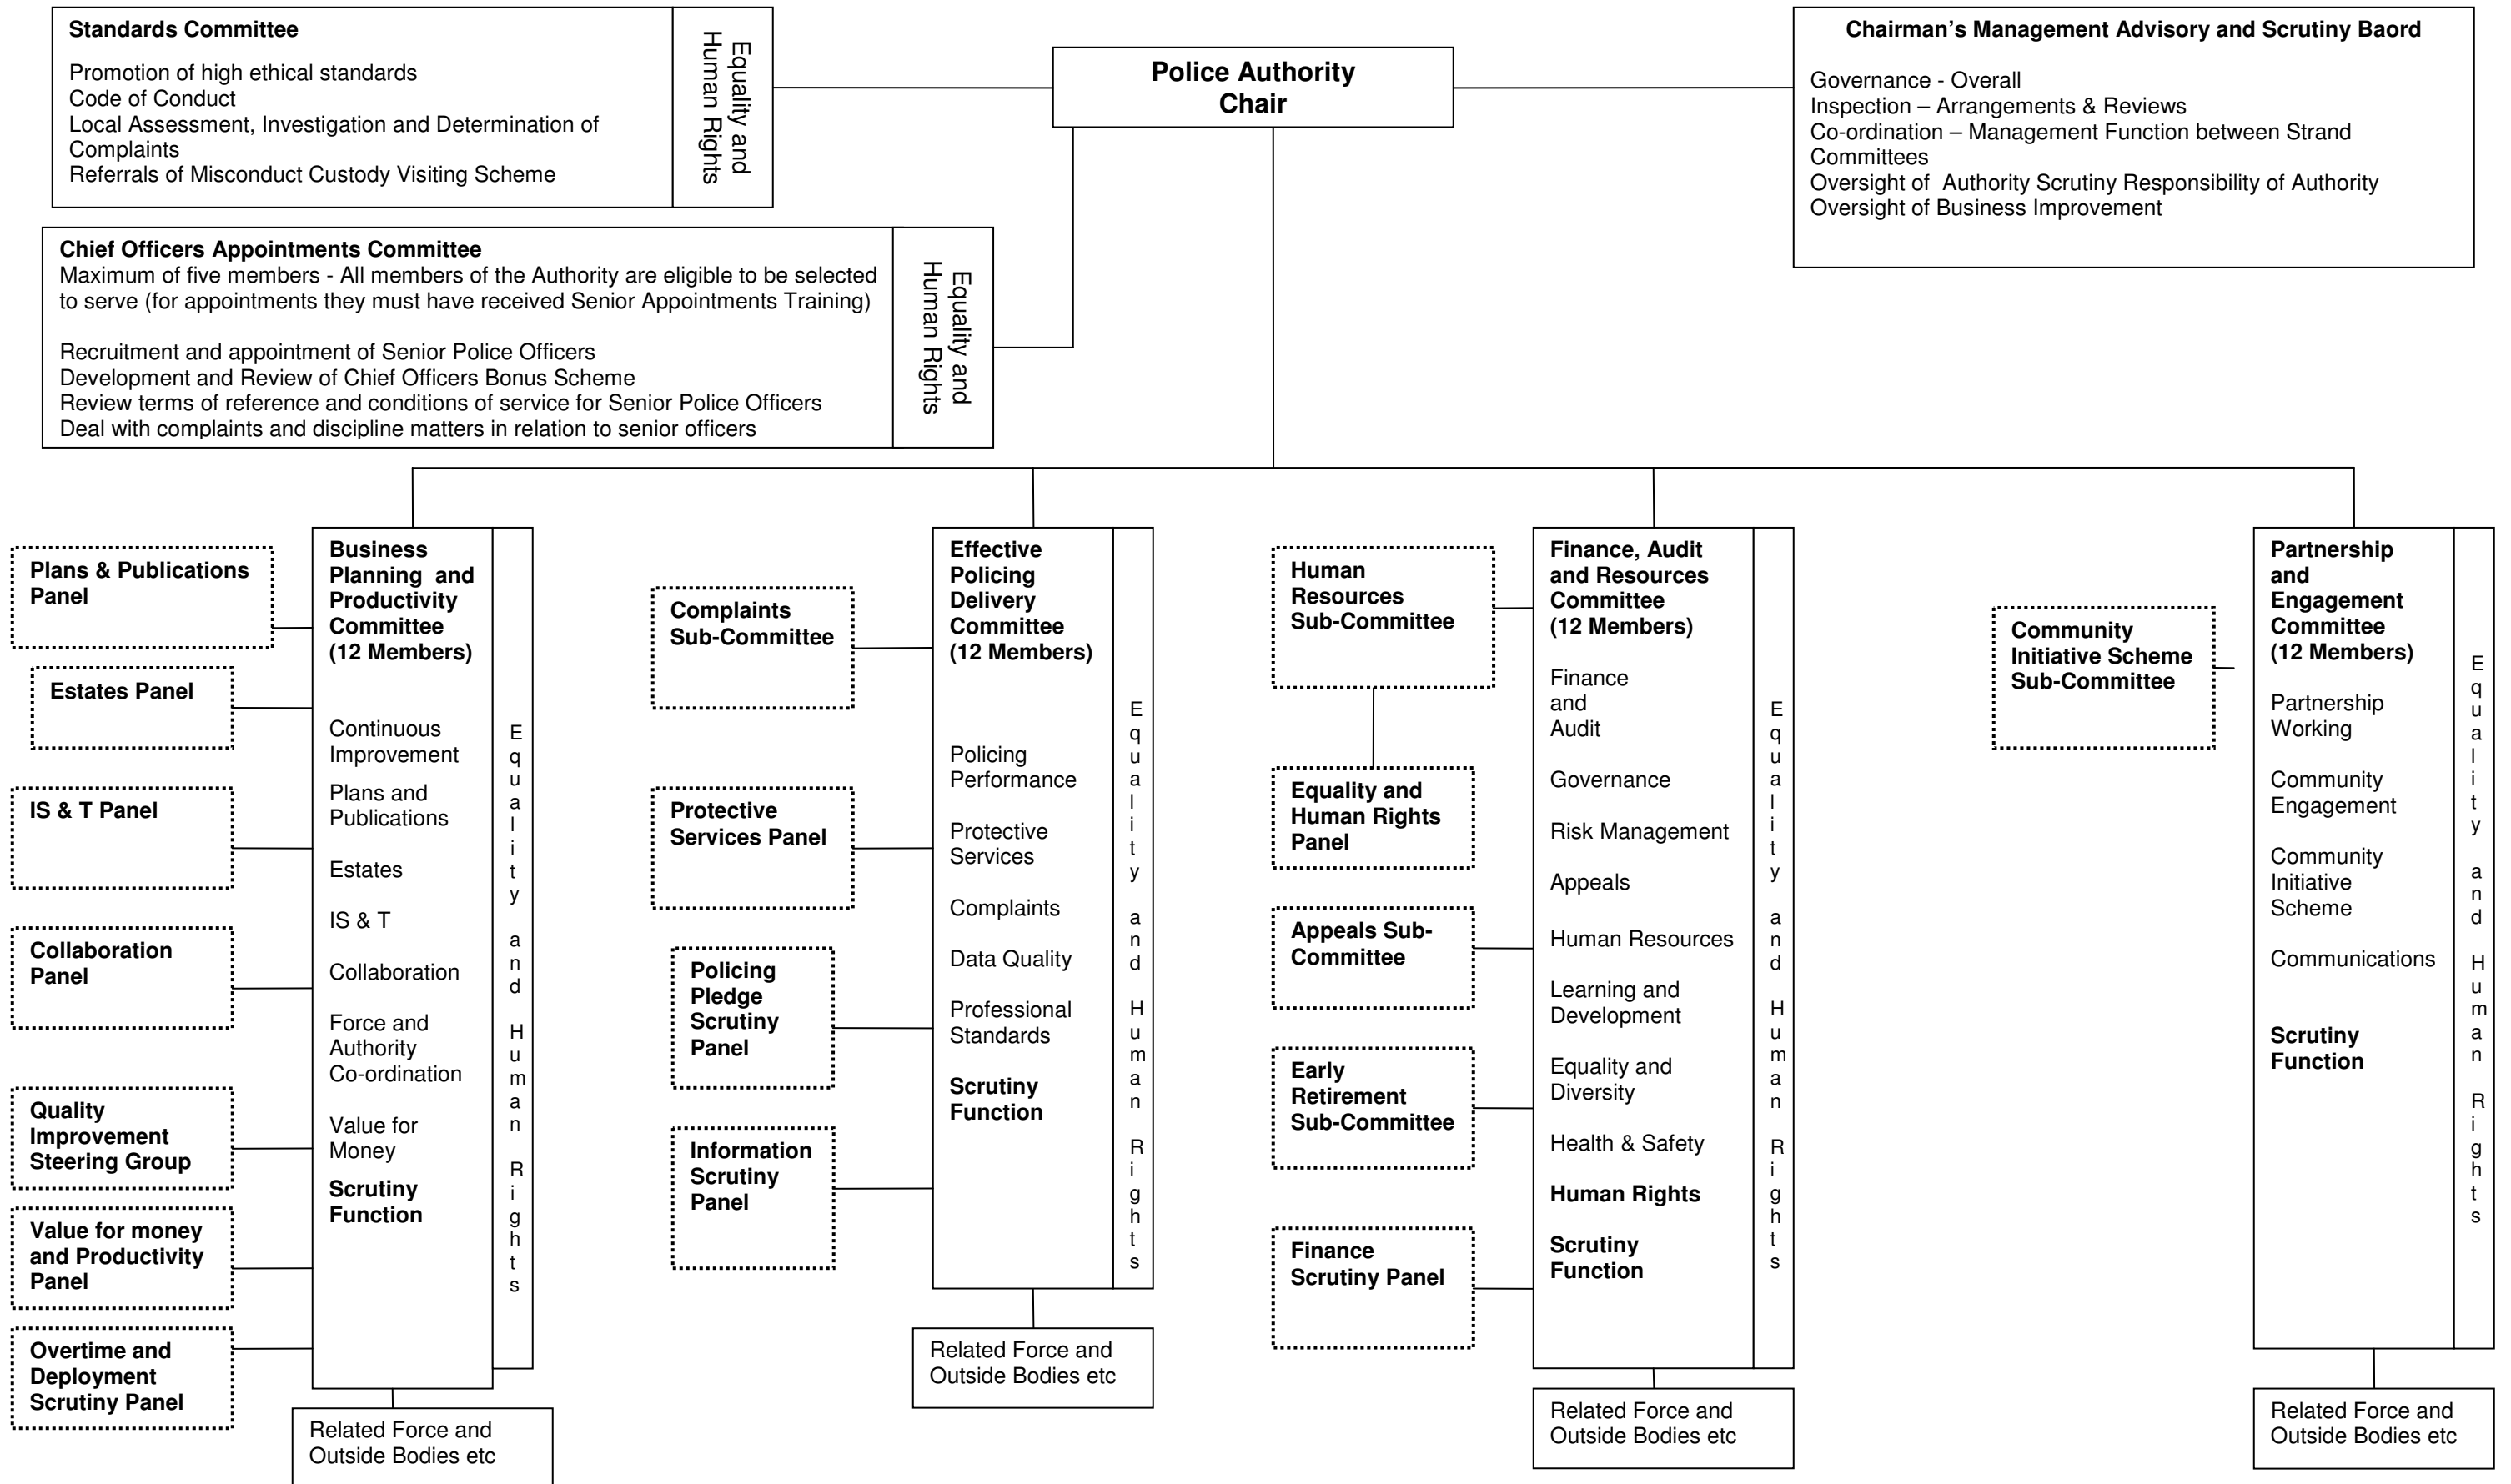 Standards Committee
Promotion of high ethical standards
Code of Conduct
Local Assessment, Investigation and Determination of
Complaints
Referrals of Misconduct Custody Visiting Scheme
Equality and
Human Rights
Police Authority
Chair
Chairman’s Management Advisory and Scrutiny Baord
Governance - Overall
Inspection – Arrangements & Reviews
Co-ordination – Management Function between Strand
Committees
Oversight of  Authority Scrutiny Responsibility of Authority
Oversight of Business Improvement
Chief Officers Appointments Committee
Maximum of five members - All members of the Authority are eligible to be selected
to serve (for appointments they must have received Senior Appointments Training)
Recruitment and appointment of Senior Police Officers
Development and Review of Chief Officers Bonus Scheme
Review terms of reference and conditions of service for Senior Police Officers
Deal with complaints and discipline matters in relation to senior officers
Equality and
Human Rights
Plans & Publications
Panel
Estates Panel
IS & T Panel
Collaboration
Panel
Quality
Improvement
Steering Group
Value for money
and Productivity
Panel
Overtime and
Deployment
Scrutiny Panel
Business
Planning  and
Productivity
Committee
(12 Members)
Continuous
Improvement
Plans and
Publications
Estates
IS & T
Collaboration
Force and
Authority
Co-ordination
Value for
Money
Scrutiny
Function
Equality and Human Rights
Related Force and
Outside Bodies etc
Complaints
Sub-Committee
Protective
Services Panel
Policing
Pledge
Scrutiny
Panel
Information
Scrutiny
Panel
Effective
Policing
Delivery
Committee
(12 Members)
Policing
Performance
Protective
Services
Complaints
Data Quality
Professional
Standards
Scrutiny
Function
Equality and Human Rights
Related Force and
Outside Bodies etc
Human
Resources
Sub-Committee
Equality and
Human Rights
Panel
Appeals Sub-
Committee
Early
Retirement
Sub-Committee
Finance
Scrutiny Panel
Finance, Audit
and Resources
Committee
(12 Members)
Finance
and
Audit
Governance
Risk Management
Appeals
Human Resources
Learning and
Development
Equality and
Diversity
Health & Safety
Human Rights
Scrutiny
Function
Equality and Human Rights
Related Force and
Outside Bodies etc
Community
Initiative Scheme
Sub-Committee
Partnership
and
Engagement
Committee
(12 Members)
Partnership
Working
Community
Engagement
Community
Initiative
Scheme
Communications
Scrutiny
Function
Equality and Human Rights
Related Force and
Outside Bodies etc